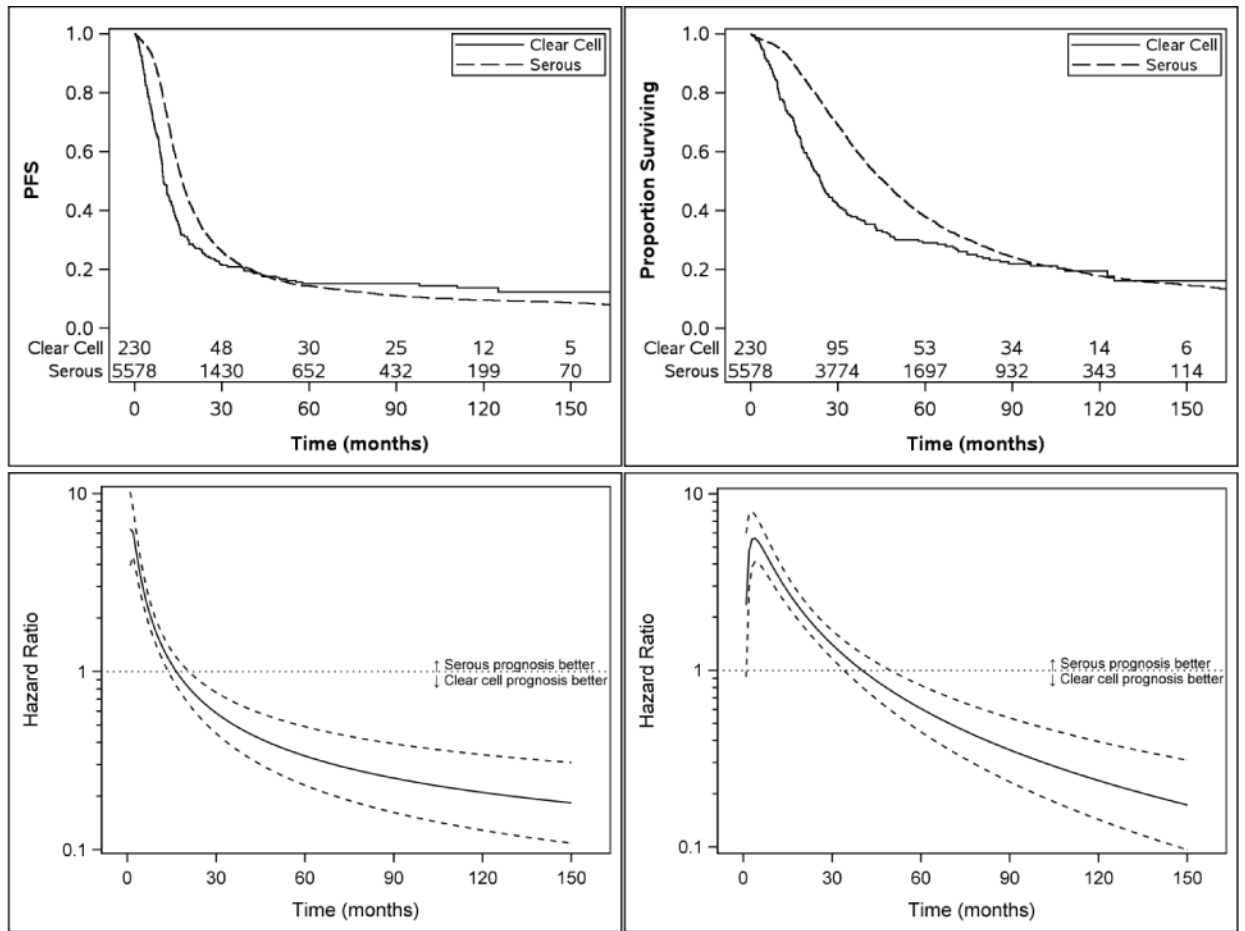 PFS
1.0
0.8
0.6
0.4
0.2
0.0
Clear Cell
Serous
Clear Cell 230 48 30 25 12 5
Serous 5578 1430 652 432 199 70
0 30 60 90 120 150
Time (months)
Proportion Surviving
1.0
0.8
0.6
0.4
0.2
0.0
Clear Cell
Serous
Clear Cell 230 95 53 34 14 6
Serous 5578 3774 1697 932 343 114
0 30 60 90 120 150
Time (months)
Hazard Ratio
10
1
0.1
↑ Serous prognosis better
↓ Clear cell prognosis better
0 30 60 90 120 150
Time (months)
Hazard Ratio
10
1
0.1
↑ Serous prognosis better
↓ Clear cell prognosis better
0 30 60 90 120 150
Time (months)